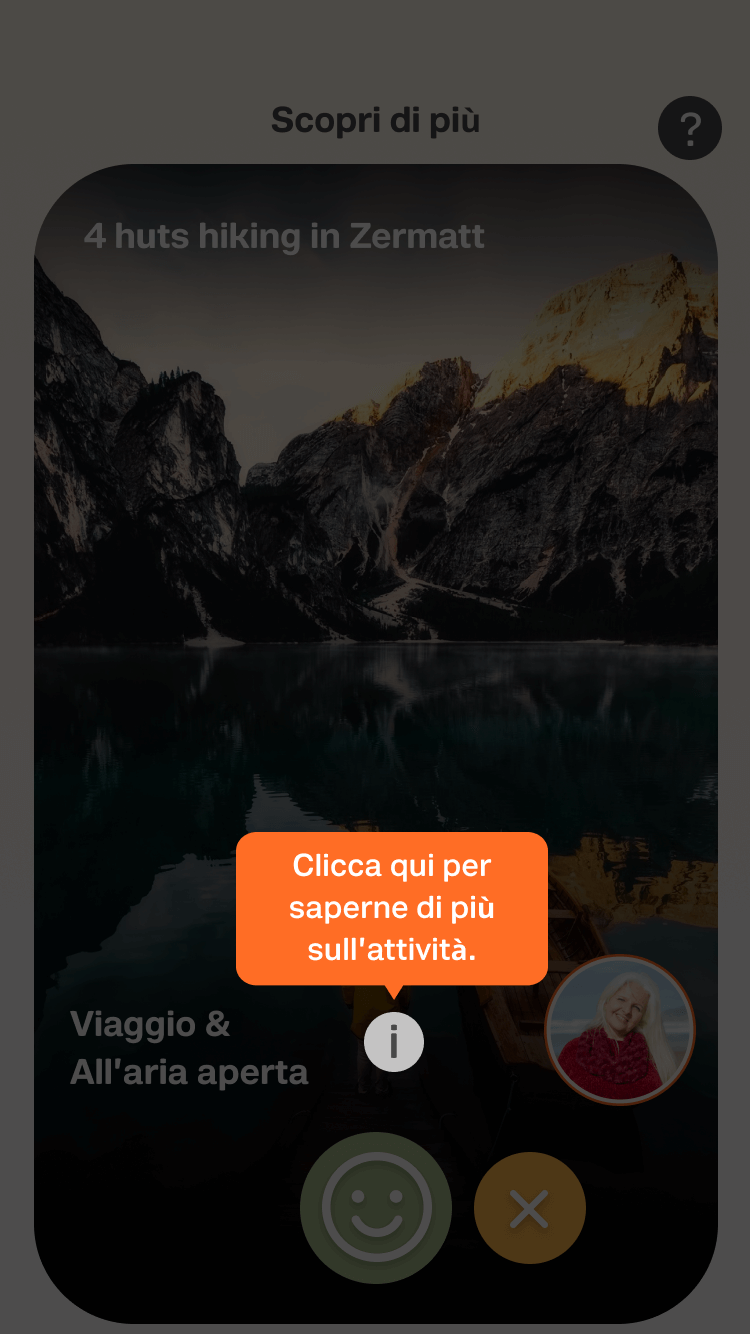 Scopri di più
?
4 huts hiking in Zermatt
Clicca qui per
saperne di più
sull'attività.
i
Viaggio &
All'aria aperta